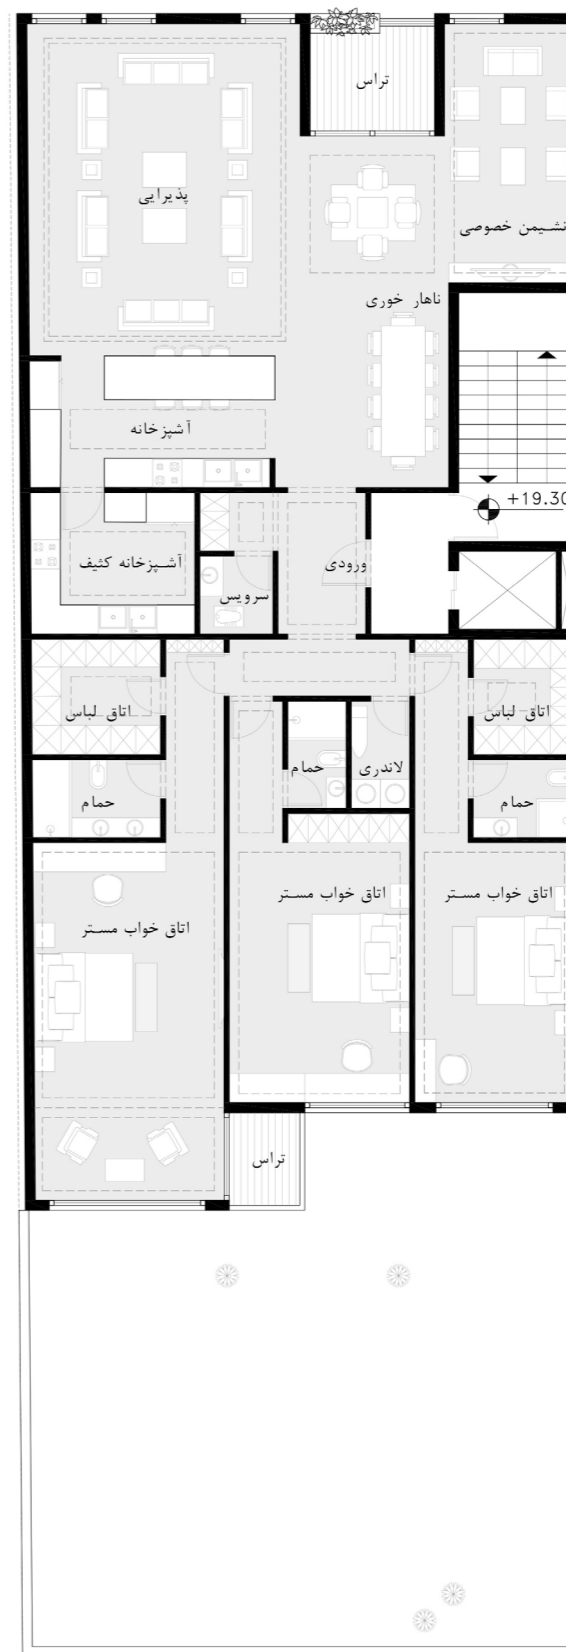 تراس
پذیرایی
نشیمن خصوصی
ناهار خوری
آشپزخانه
+19.30
آشپزخانه کثیف
ورودی
سرویس
اتاق لباس
اتاق لباس
حمام
لاندری
حمام
حمام
اتاق خواب مستر
اتاق خواب مستر
اتاق خواب مستر
تراس